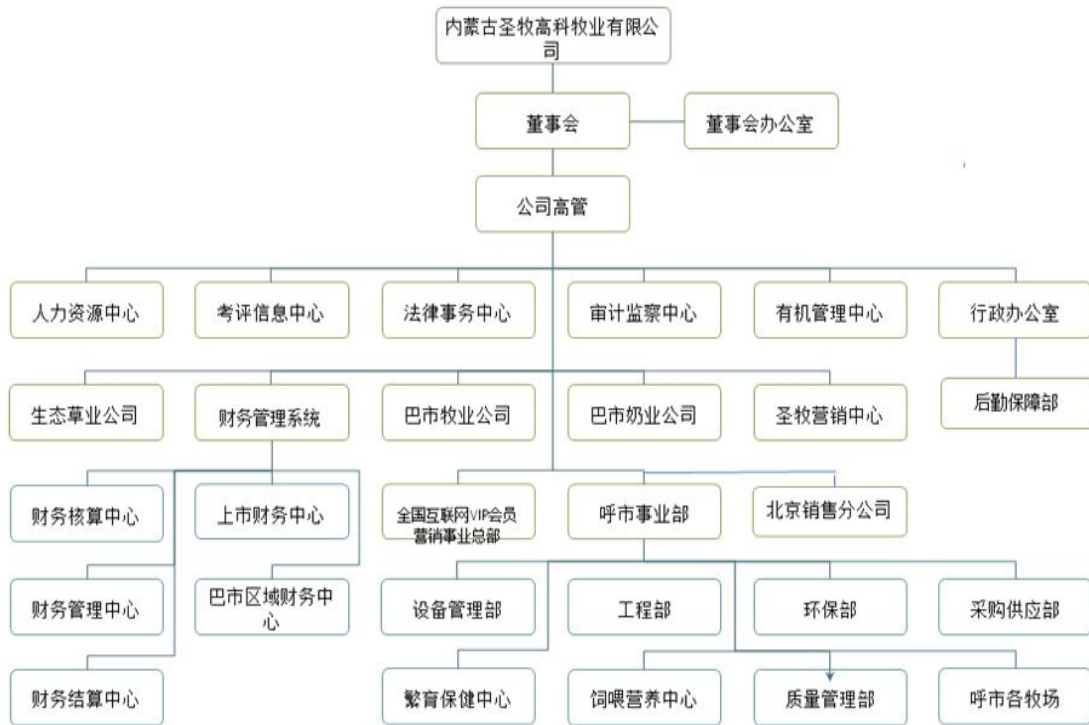 内蒙古圣牧高科牧业有限公
司
董事会
董事会办公室
公司高管
人力资源中心
考评信息中心
法律事务中心
审计监察中心
有机管理中心
行政办公室
生态草业公司
财务管理系统
巴市牧业公司
巴市奶业公司
圣牧营销中心
后勤保障部
财务核算中心
上市财务中心
全国互联网VIP会员
营销事业总部
呼市事业部
北京销售分公司
财务管理中心
巴市区域财务中
心
设备管理部
工程部
环保部
采购供应部
财务结算中心
繁育保健中心
饲喂营养中心
质量管理部
呼市各牧场